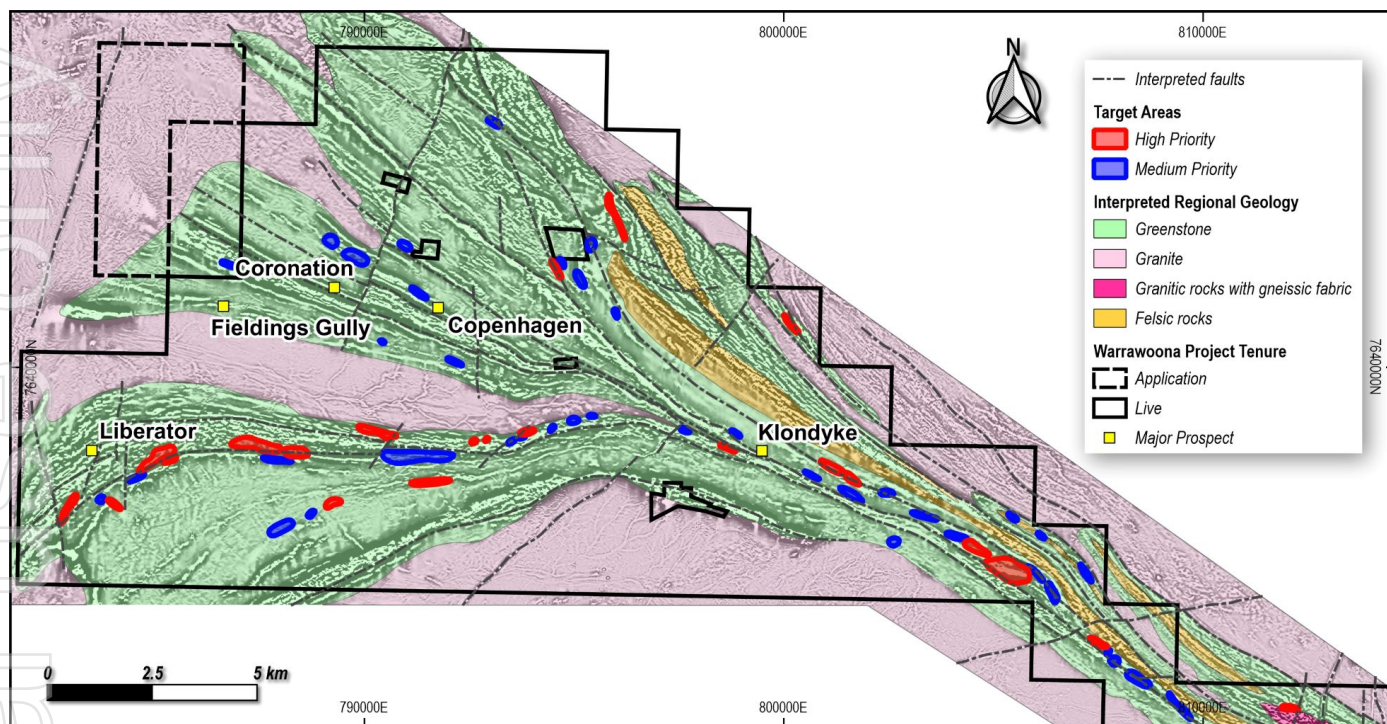 790000E
800000E
810000E
N
Interpreted faults
Target Areas
High Priority
Medium Priority
Interpreted Regional Geology
Greenstone
Granite
Granitic rocks with gneissic fabric
Felsic rocks
Warrawoona Project Tenure
Application
Live
Major Prospect
7640000N
7640000N
Coronation
Fieldings Gully
Copenhagen
Liberator
Klondyke
0 2.5 5 km
790000E
800000E
810000E